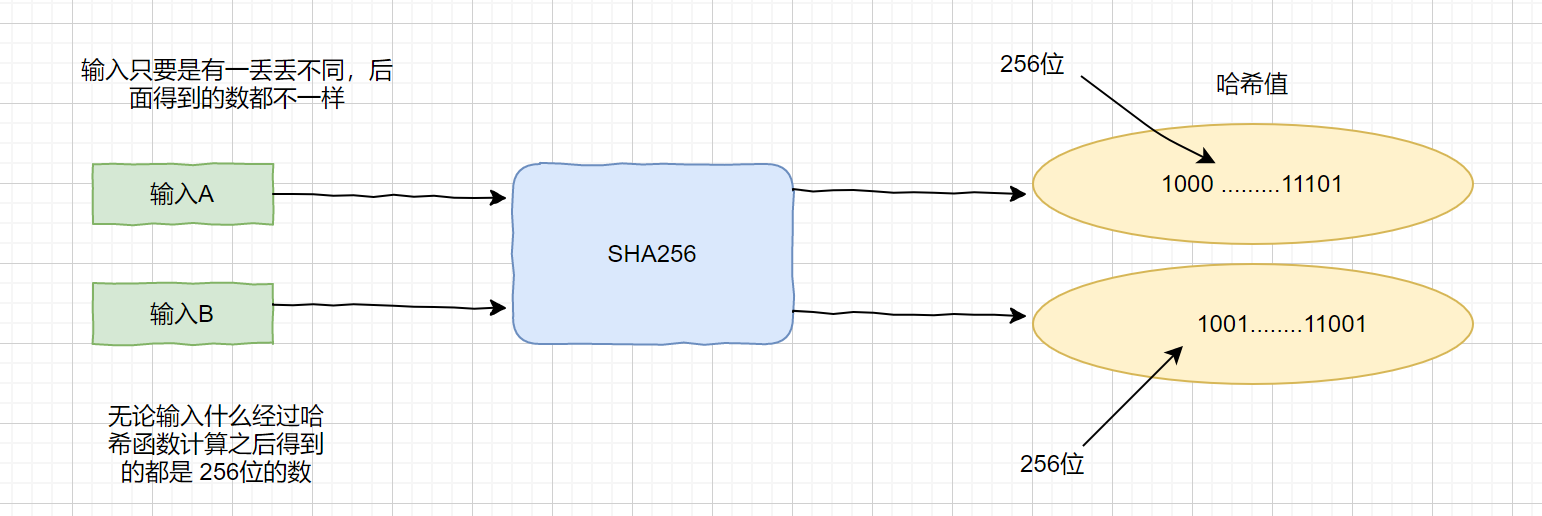 输入只要是有一丢丢不同，后
面得到的数都不一样
256位
哈希值
输入A
SHA256
1000 .........11101
输入B
1001........11001
无论输入什么经过哈
希函数计算之后得到
的都是 256位的数
256位